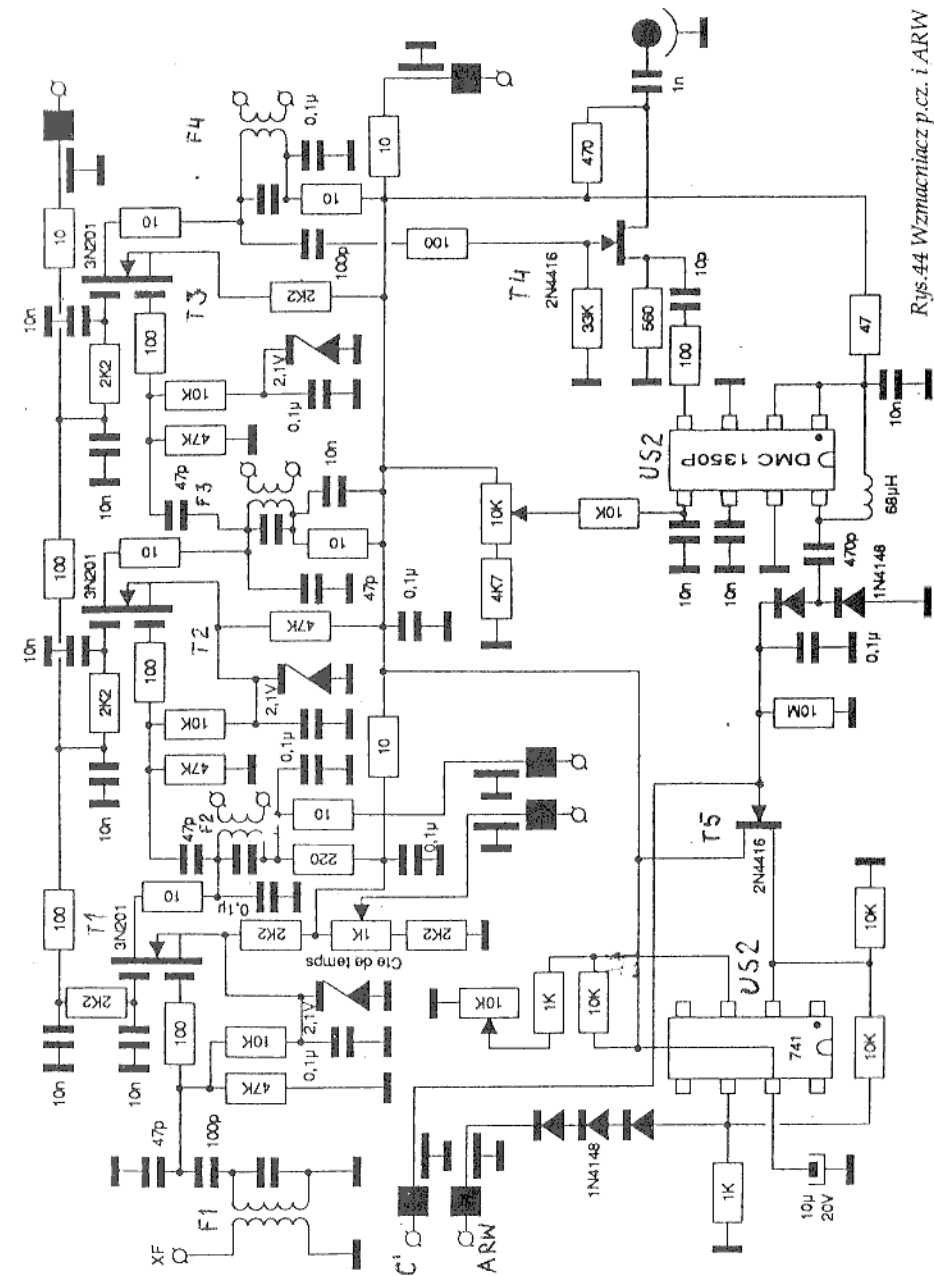 XF
F1
47p
100p
10n
2K2
10n
100
T1
3N201
100
10K
47K
0,1µ
2,1V
10
0,1µ
2K2
1K
Cte de temps
2K2
47p
F2
220
10
0,1µ
10
0,1µ
10n
2K2
10n
100
T2
3N201
100
10K
47K
2,1V
0,1µ
47K
10
47p
F3
47p
10
10n
10n
2K2
10n
10
T3
3N201
100
10K
47K
2,1V
0,1µ
2K2
10
F4
0,1µ
10
100p
10
100
33K
T4
2N4416
560
10p
100
470
1n
4K7
10K
10K
10n
10n
US2
DMC 1350P
47
10n
68µH
470p
1N4148
0,1µ
10M
T5
2N4416
10K
10K
US2
741
10K
1K
10K
1N4148
1K
10µ
20V
C'
ARW
Rys.44 Wzmacniacz p.cz. i ARW